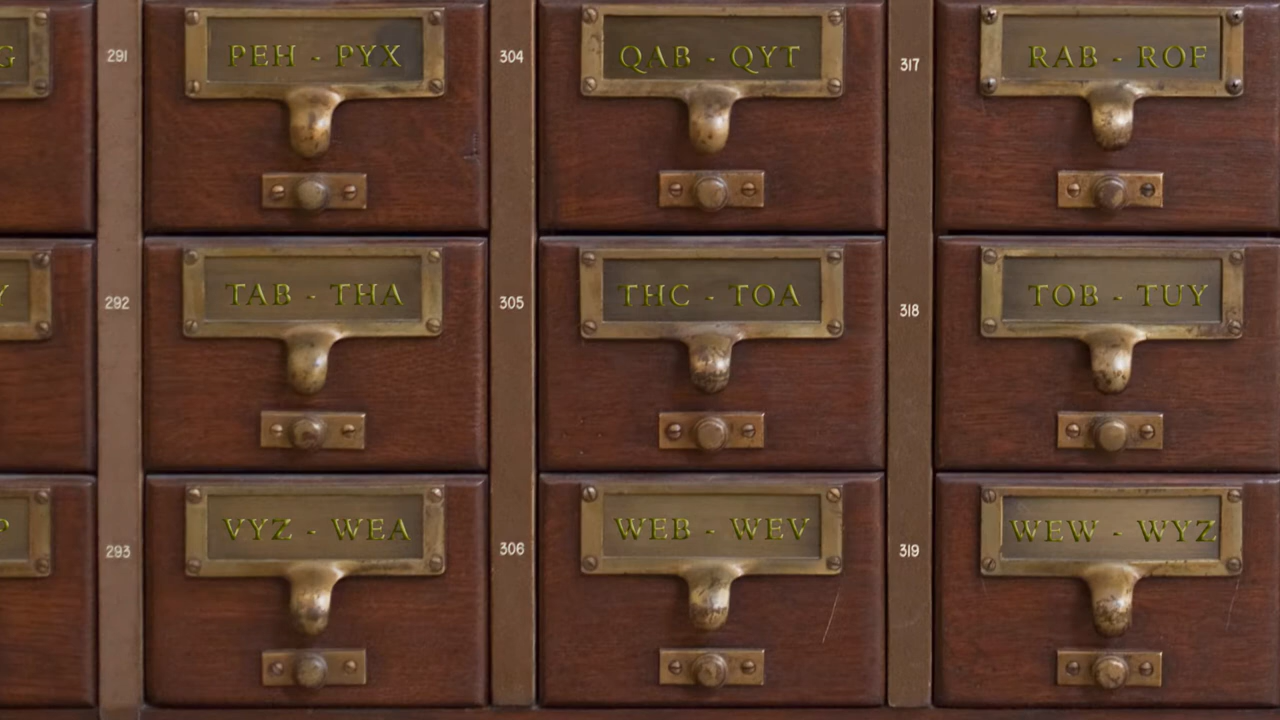 G 291 PEH - PYX 304 QAB - QYT 317 RAB - ROF
Y 292 TAB - THA 305 THC - TOA 318 TOB - TUY
P 293 VYZ - WEA 306 WEB - WEV 319 WEW - WYZ